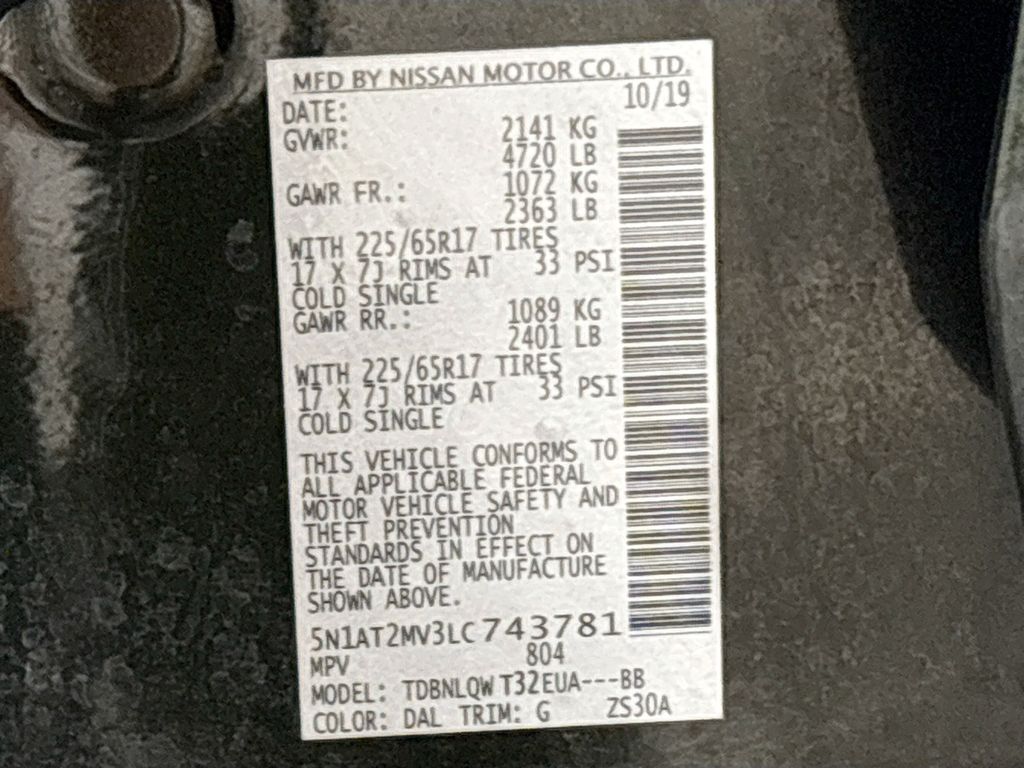 MFD BY NISSAN MOTOR CO., LTD.
DATE: 10/19
GVWR: 2141 KG
4720 LB
GAWR FR.: 1072 KG
2363 LB
WITH 225/65R17 TIRES
17 X 7J RIMS AT 33 PSI
COLD SINGLE
GAWR RR.: 1089 KG
2401 LB
WITH 225/65R17 TIRES
17 X 7J RIMS AT 33 PSI
COLD SINGLE
THIS VEHICLE CONFORMS TO
ALL APPLICABLE FEDERAL
MOTOR VEHICLE SAFETY AND
THEFT PREVENTION
STANDARDS IN EFFECT ON
THE DATE OF MANUFACTURE
SHOWN ABOVE.
5N1AT2MV3LC743781
MPV 804
MODEL: TDBNLQW T32EUA---BB
COLOR: DAL TRIM: G ZS30A